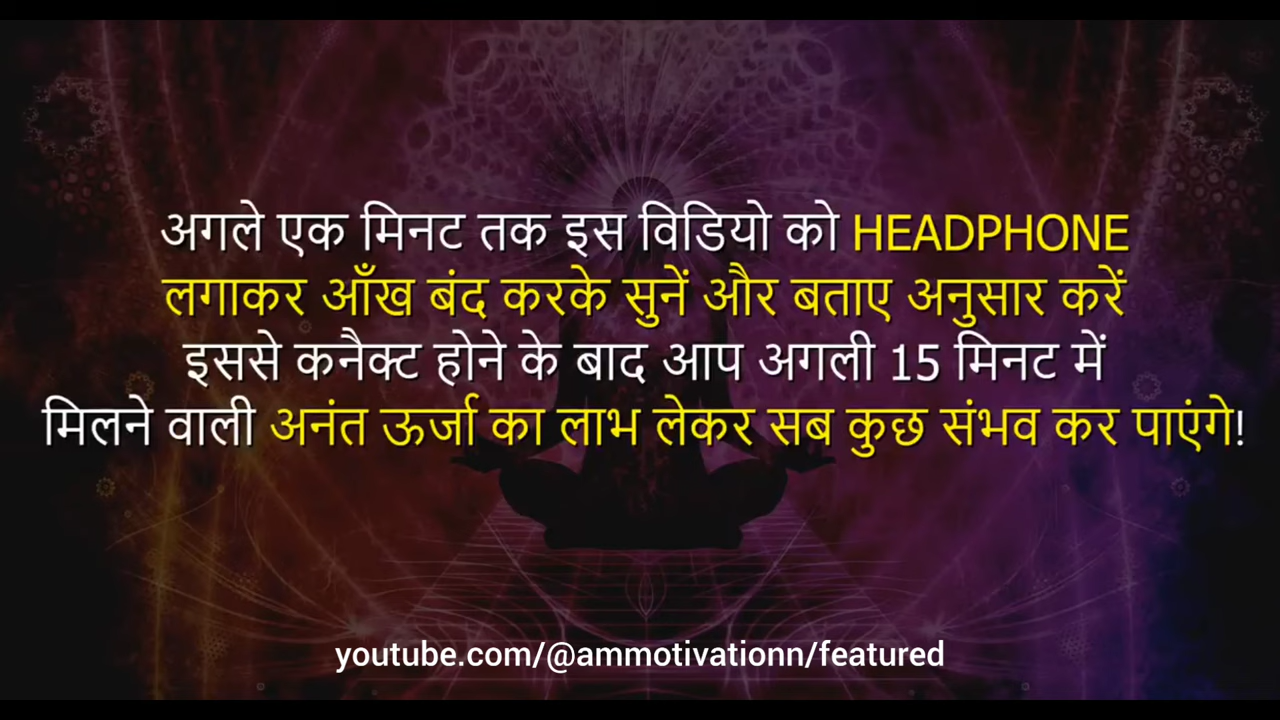 अगले एक मिनट तक इस विडियो को HEADPHONE
लगाकर आँख बंद करके सुनें और बताए अनुसार करें
इससे कनैक्ट होने के बाद आप अगली 15 मिनट में
मिलने वाली अनंत ऊर्जा का लाभ लेकर सब कुछ संभव कर पाएंगे!
youtube.com/@ammotivationn/featured